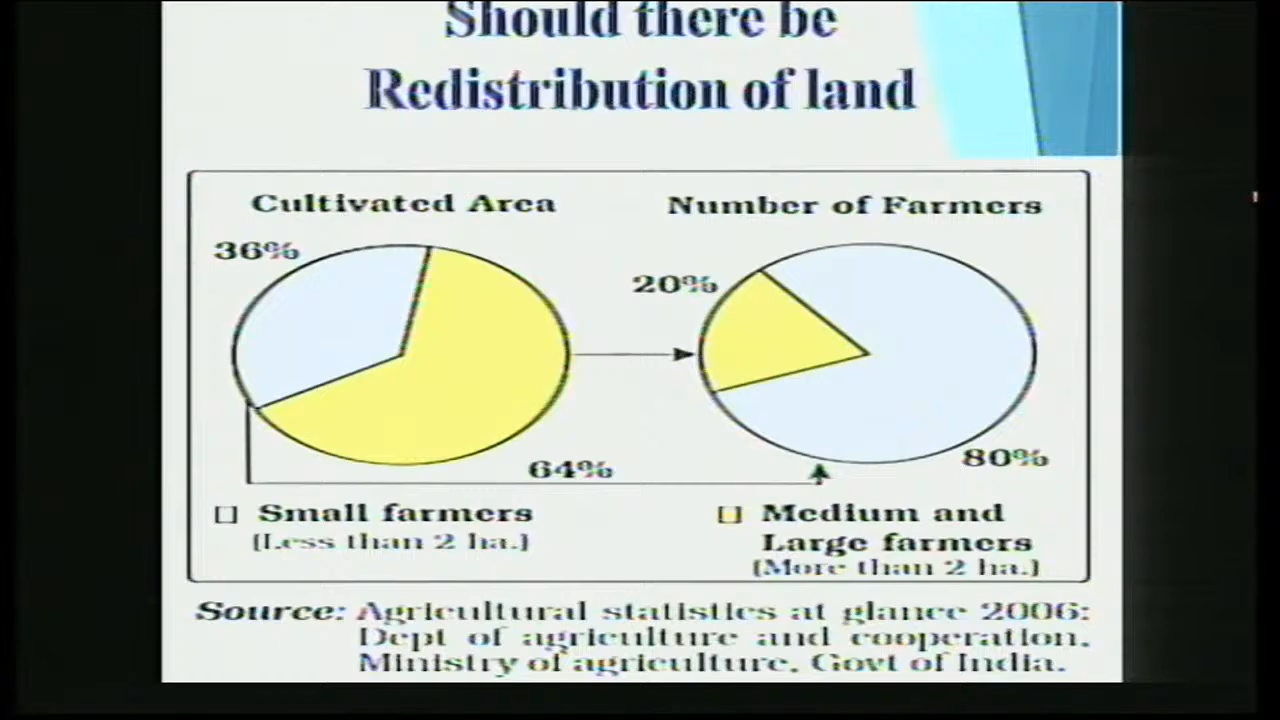 Should there be
Redistribution of land
Cultivated Area
Number of Farmers
36%
20%
64%
80%
Small farmers
(Less than 2 ha.)
Medium and
Large farmers
(More than 2 ha.)
Source: Agricultural statistics at glance 2006:
Dept of agriculture and cooperation,
Ministry of agriculture, Govt of India.